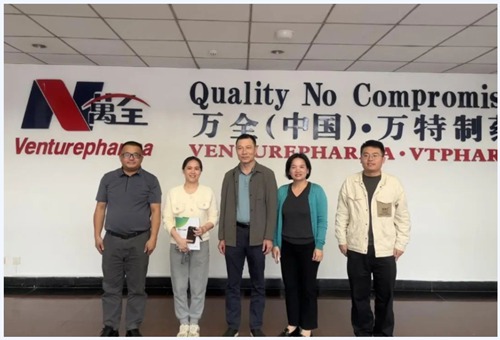 萬全
Venturepharma
Quality No Compromis
万全(中国)·万特制药
VENTUREPHARMA·VTPHAR